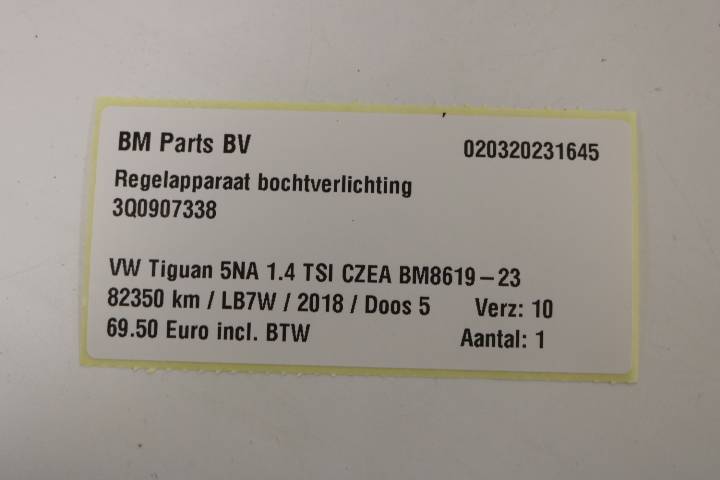 BM Parts BV 020320231645
Regelapparaat bochtverlichting
3Q0907338
VW Tiguan 5NA 1.4 TSI CZEA BM8619-23
82350 km / LB7W / 2018 / Doos 5 Verz: 10
69.50 Euro incl. BTW Aantal: 1